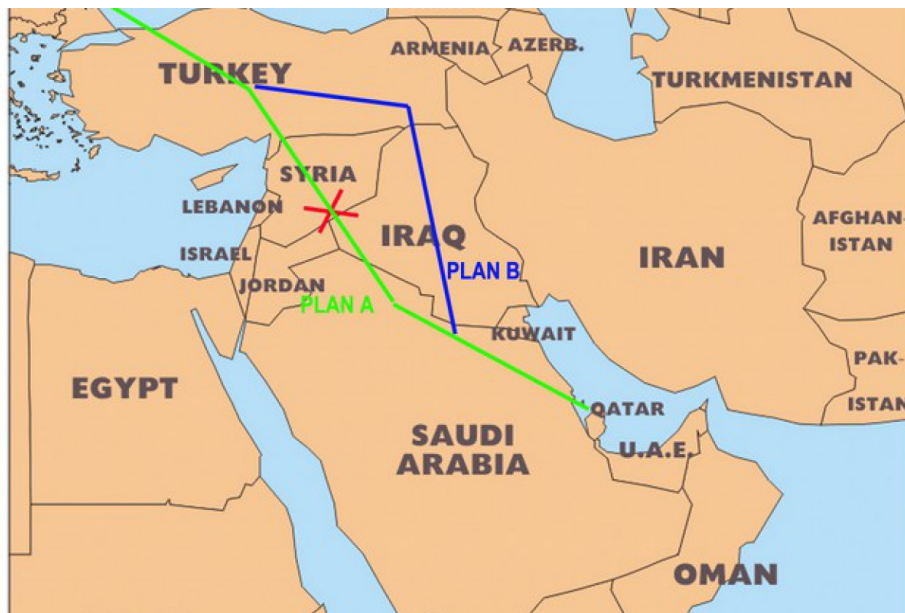 ARMENIA
AZERB.
TURKEY
TURKMENISTAN
SYRIA
LEBANON
AFGHAN-
ISTAN
IRAQ
ISRAEL
IRAN
PLAN B
JORDAN
PLAN A
KUWAIT
PAK-
ISTAN
EGYPT
QATAR
SAUDI
ARABIA
U.A.E.
OMAN